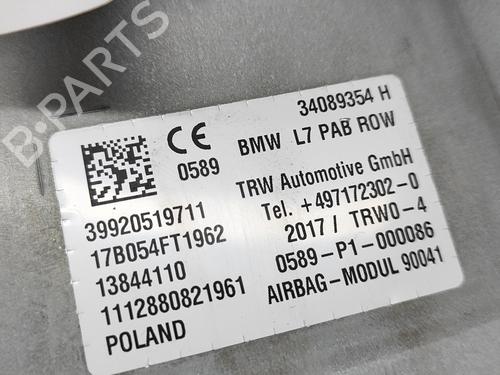 34089354 H
CE
0589
BMW L7 PAB ROW
39920519711
17B054FT1962
13844110
1112880821961
POLAND
TRW Automotive GmbH
Tel. +497172302-0
2017 / TRW0-4
0589-P1-000086
AIRBAG-MODUL 90041
B-PARTS